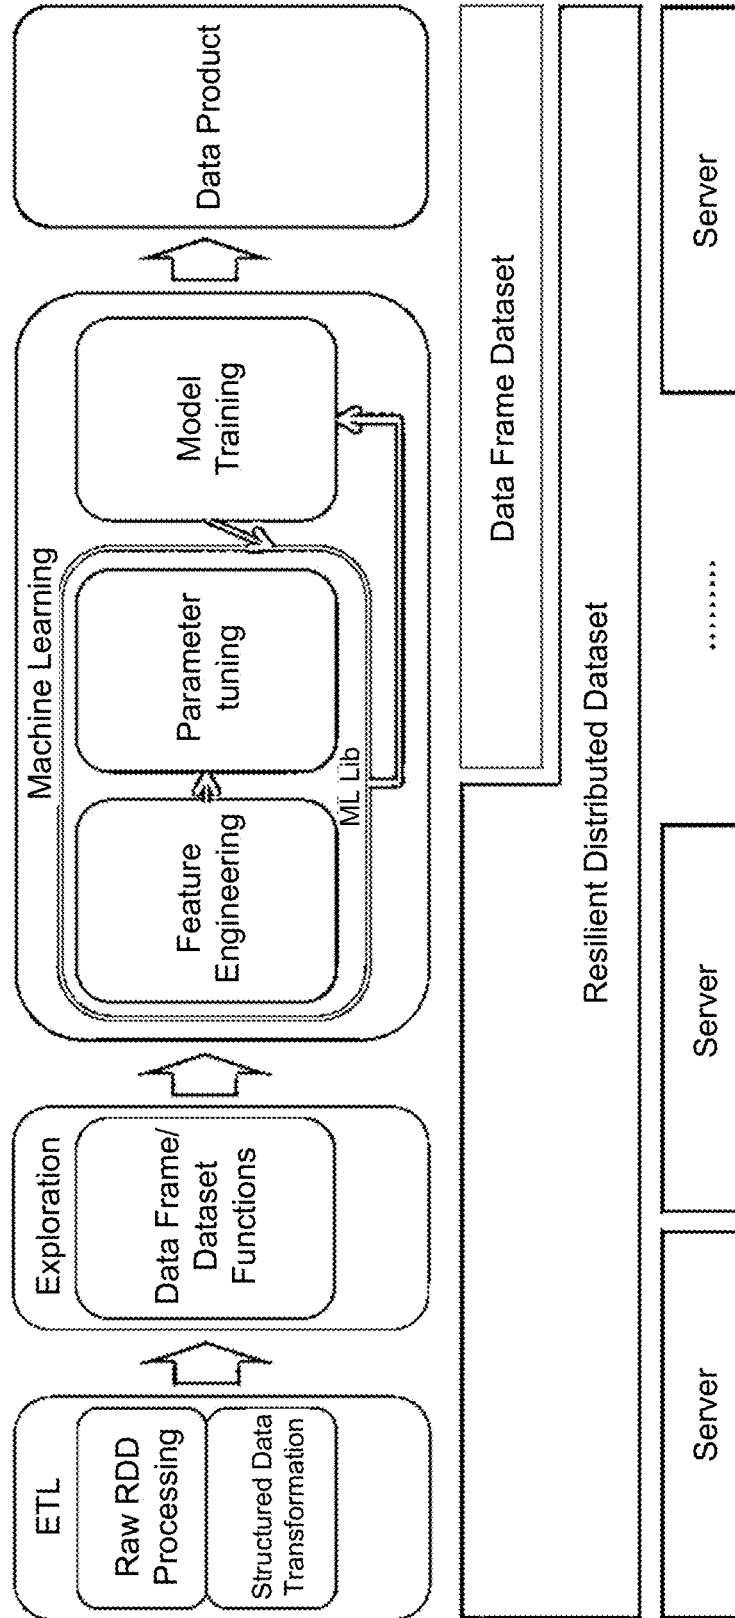 ETL
Raw RDD
Processing
Structured Data
Transformation
Exploration
Data Frame/
Dataset
Functions
Machine Learning
Feature
Engineering
Parameter
tuning
ML Lib
Model
Training
Data Product
Data Frame Dataset
Resilient Distributed Dataset
Server
Server
........
Server